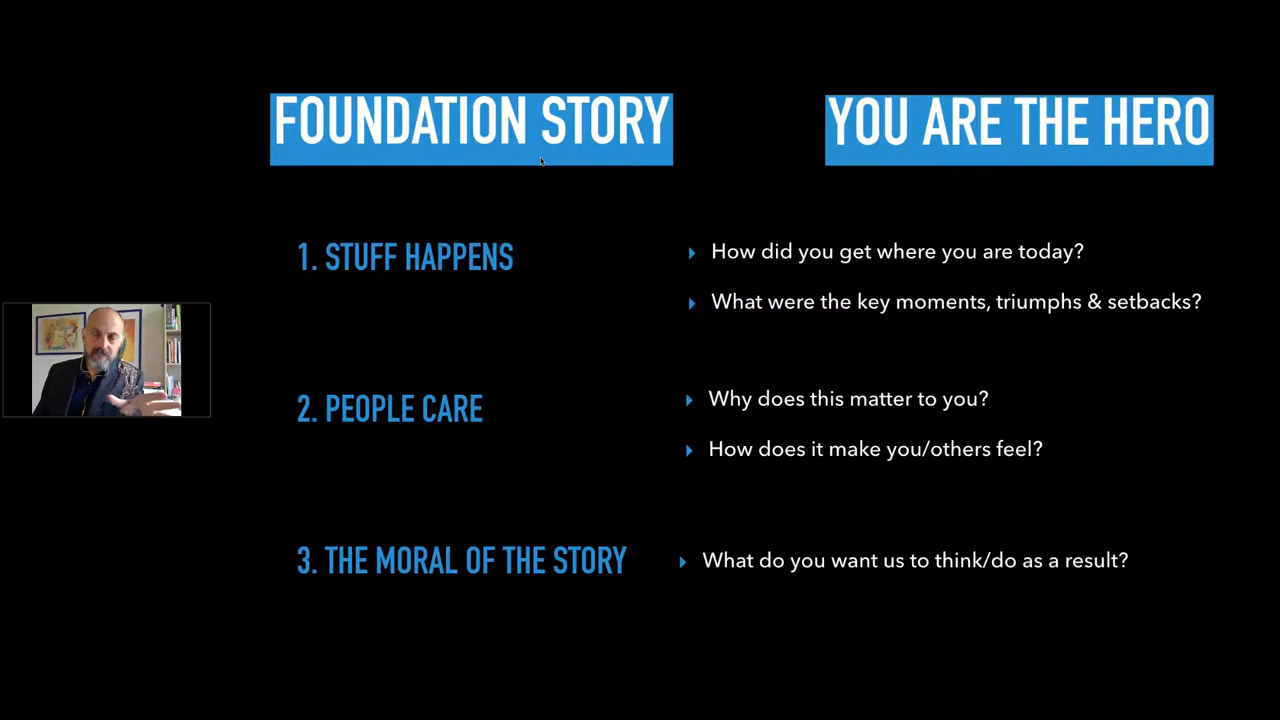 FOUNDATION STORY
YOU ARE THE HERO
1. STUFF HAPPENS
How did you get where you are today?
What were the key moments, triumphs & setbacks?
2. PEOPLE CARE
Why does this matter to you?
How does it make you/others feel?
3. THE MORAL OF THE STORY
What do you want us to think/do as a result?